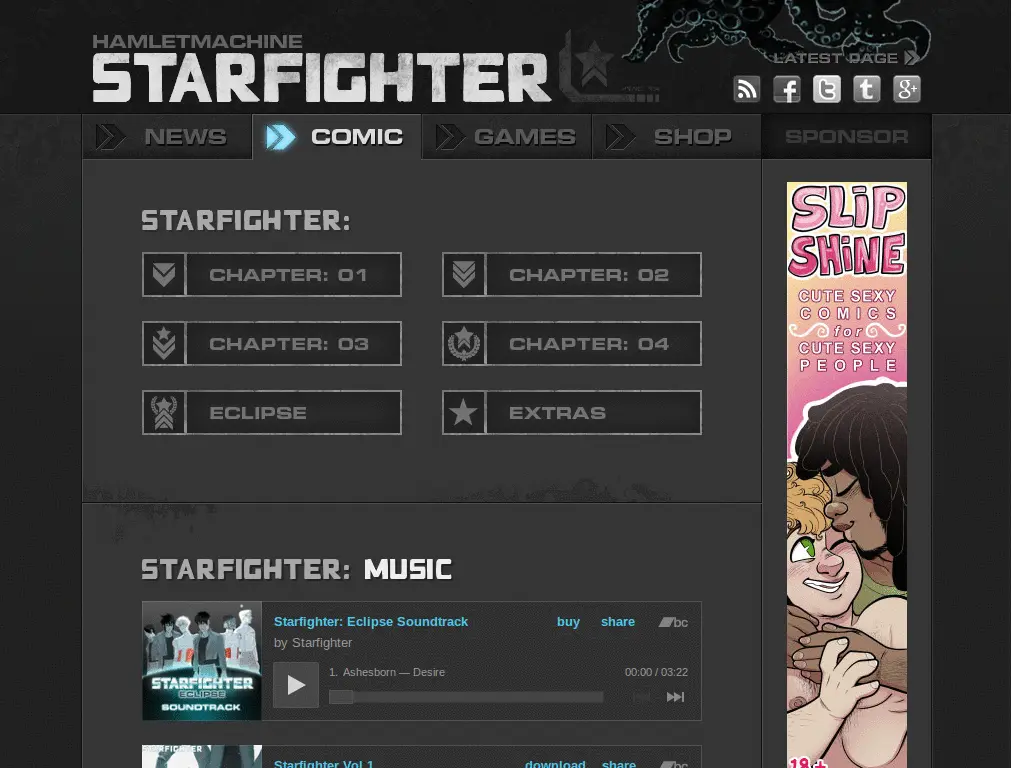 HAMLETMACHINE
STARFIGHTER
LATEST PAGE
NEWS
COMIC
GAMES
SHOP
SPONSOR
STARFIGHTER:
CHAPTER: 01
CHAPTER: 02
CHAPTER: 03
CHAPTER: 04
ECLIPSE
EXTRAS
STARFIGHTER: MUSIC
STARFIGHTER
ECLIPSE
SOUNDTRACK
Starfighter: Eclipse Soundtrack
buy
share
bc
by Starfighter
1. Ashesborn — Desire
00:00 / 03:22
STARFIGHTER
Starfighter Vol 1
download
share
bc
SLIP
SHINE
CUTE SEXY
COMICS
for
CUTE SEXY
PEOPLE
18+